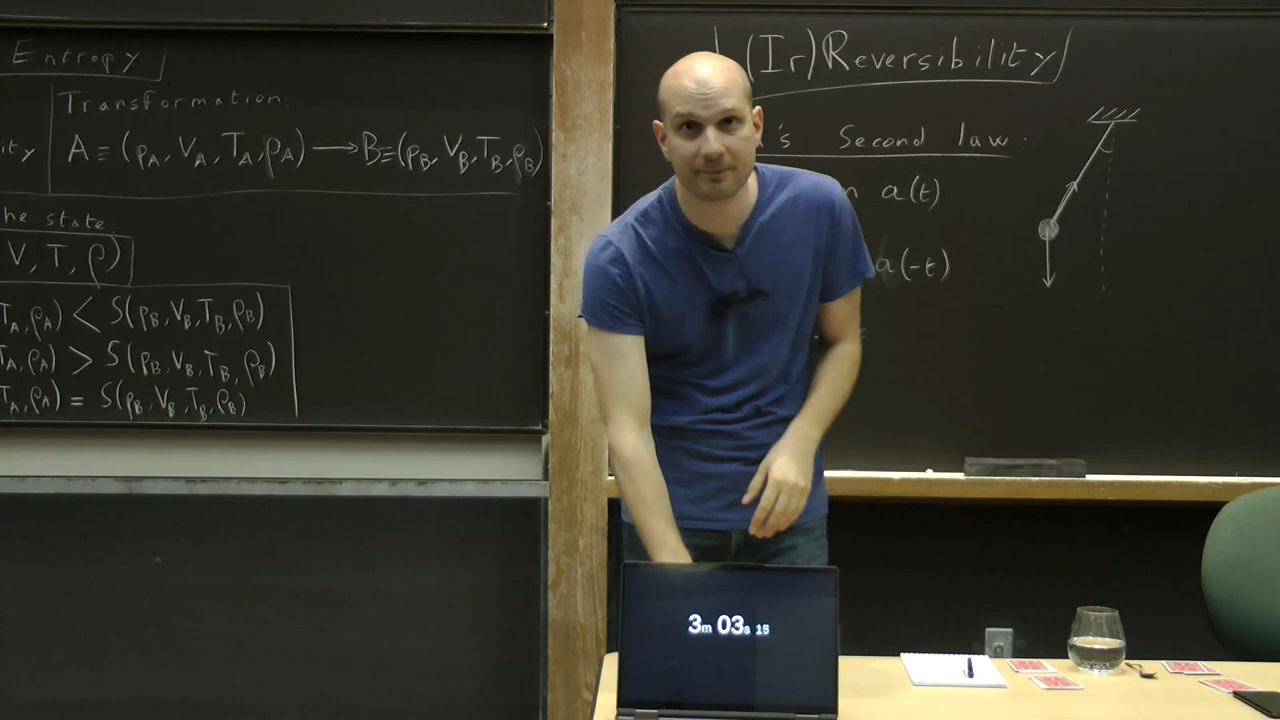 Entropy
Transformation.
ity A ≡ (p_A, V_A, T_A, ρ_A) ⟶ B ≡ (p_B, V_B, T_B, ρ_B)
he state
V, T, ρ)
T_A, ρ_A) < S(p_B, V_B, T_B, ρ_B)
T_A, ρ_A) > S(p_B, V_B, T_B, ρ_B)
T_A, ρ_A) = S(p_B, V_B, T_B, ρ_B)
(Ir)Reversibility
's Second law:
a(t)
a(-t)
3m 03s 15